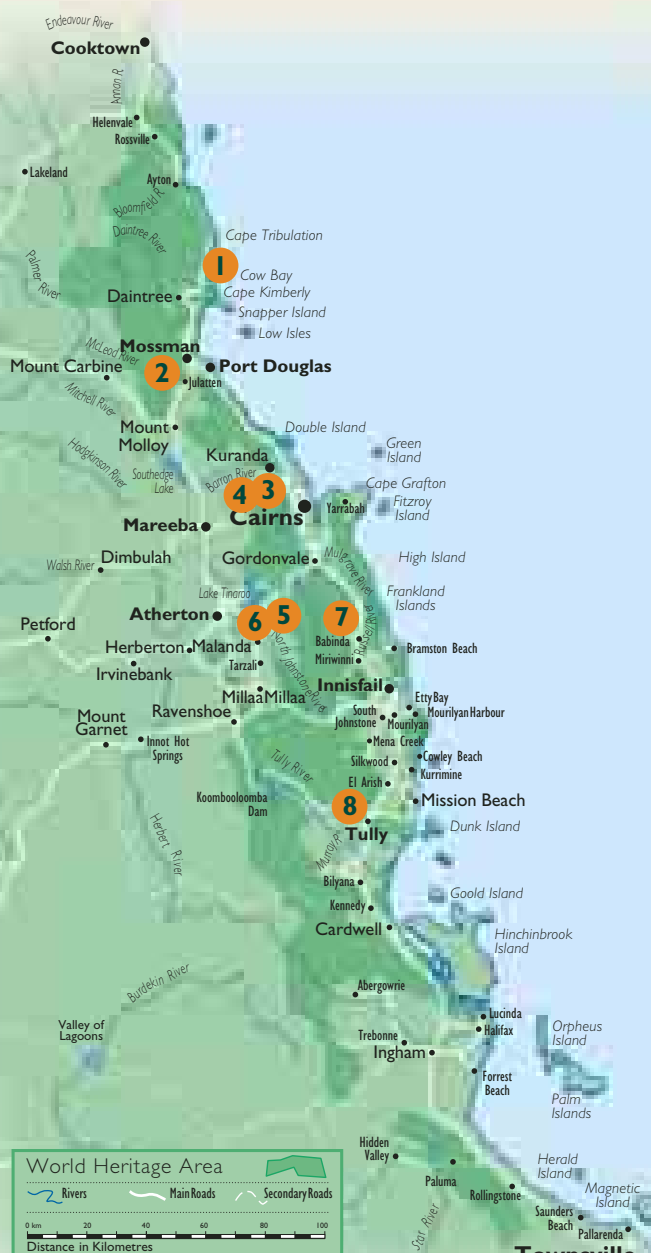 Endeavour River
Cooktown
Annan R.
Helenvale
Rossville
Lakeland
Ayton
Bloomfield R.
Daintree River
Cape Tribulation
Palmer River
1
Cow Bay
Daintree
Cape Kimberly
Snapper Island
Low Isles
Mossman
McLeod River
Mount Carbine
2
Port Douglas
Julatten
Mitchell River
Mount
Molloy
Double Island
Hodgkinson River
Kuranda
Green
Island
Southedge
Lake
Barron River
4
3
Cape Grafton
Cairns
Yarrabah
Fitzroy
Island
Mareeba
Walsh River
Dimbulah
Gordonvale
Mulgrave River
High Island
Lake Tinaroo
Frankland
Islands
Atherton
6
5
7
Russell River
Petford
Herberton
Malanda
Babinda
Bramston Beach
Irvinebank
Tarzali
North Johnstone River
Miriwinni
Innisfail
Millaa Millaa
Etty Bay
Ravenshoe
South
Johnstone
Mourilyan
Mourilyan Harbour
Mount
Garnet
Innot Hot
Springs
Mena Creek
Cowley Beach
Silkwood
Kurrimine
Tully River
El Arish
Koombooloomba
Dam
8
Mission Beach
Tully
Dunk Island
Herbert River
Murray R.
Bilyana
Kennedy
Goold Island
Cardwell
Hinchinbrook
Island
Burdekin River
Abergowrie
Valley of
Lagoons
Lucinda
Halifax
Orpheus
Island
Trebonne
Ingham
Forrest
Beach
Palm
Islands
Hidden
Valley
Paluma
Herald
Island
Rollingstone
Magnetic
Island
Star River
Saunders
Beach
Pallarenda
Townsville
World Heritage Area
Rivers
Main Roads
Secondary Roads
0 km 20 40 60 80 100
Distance in Kilometres